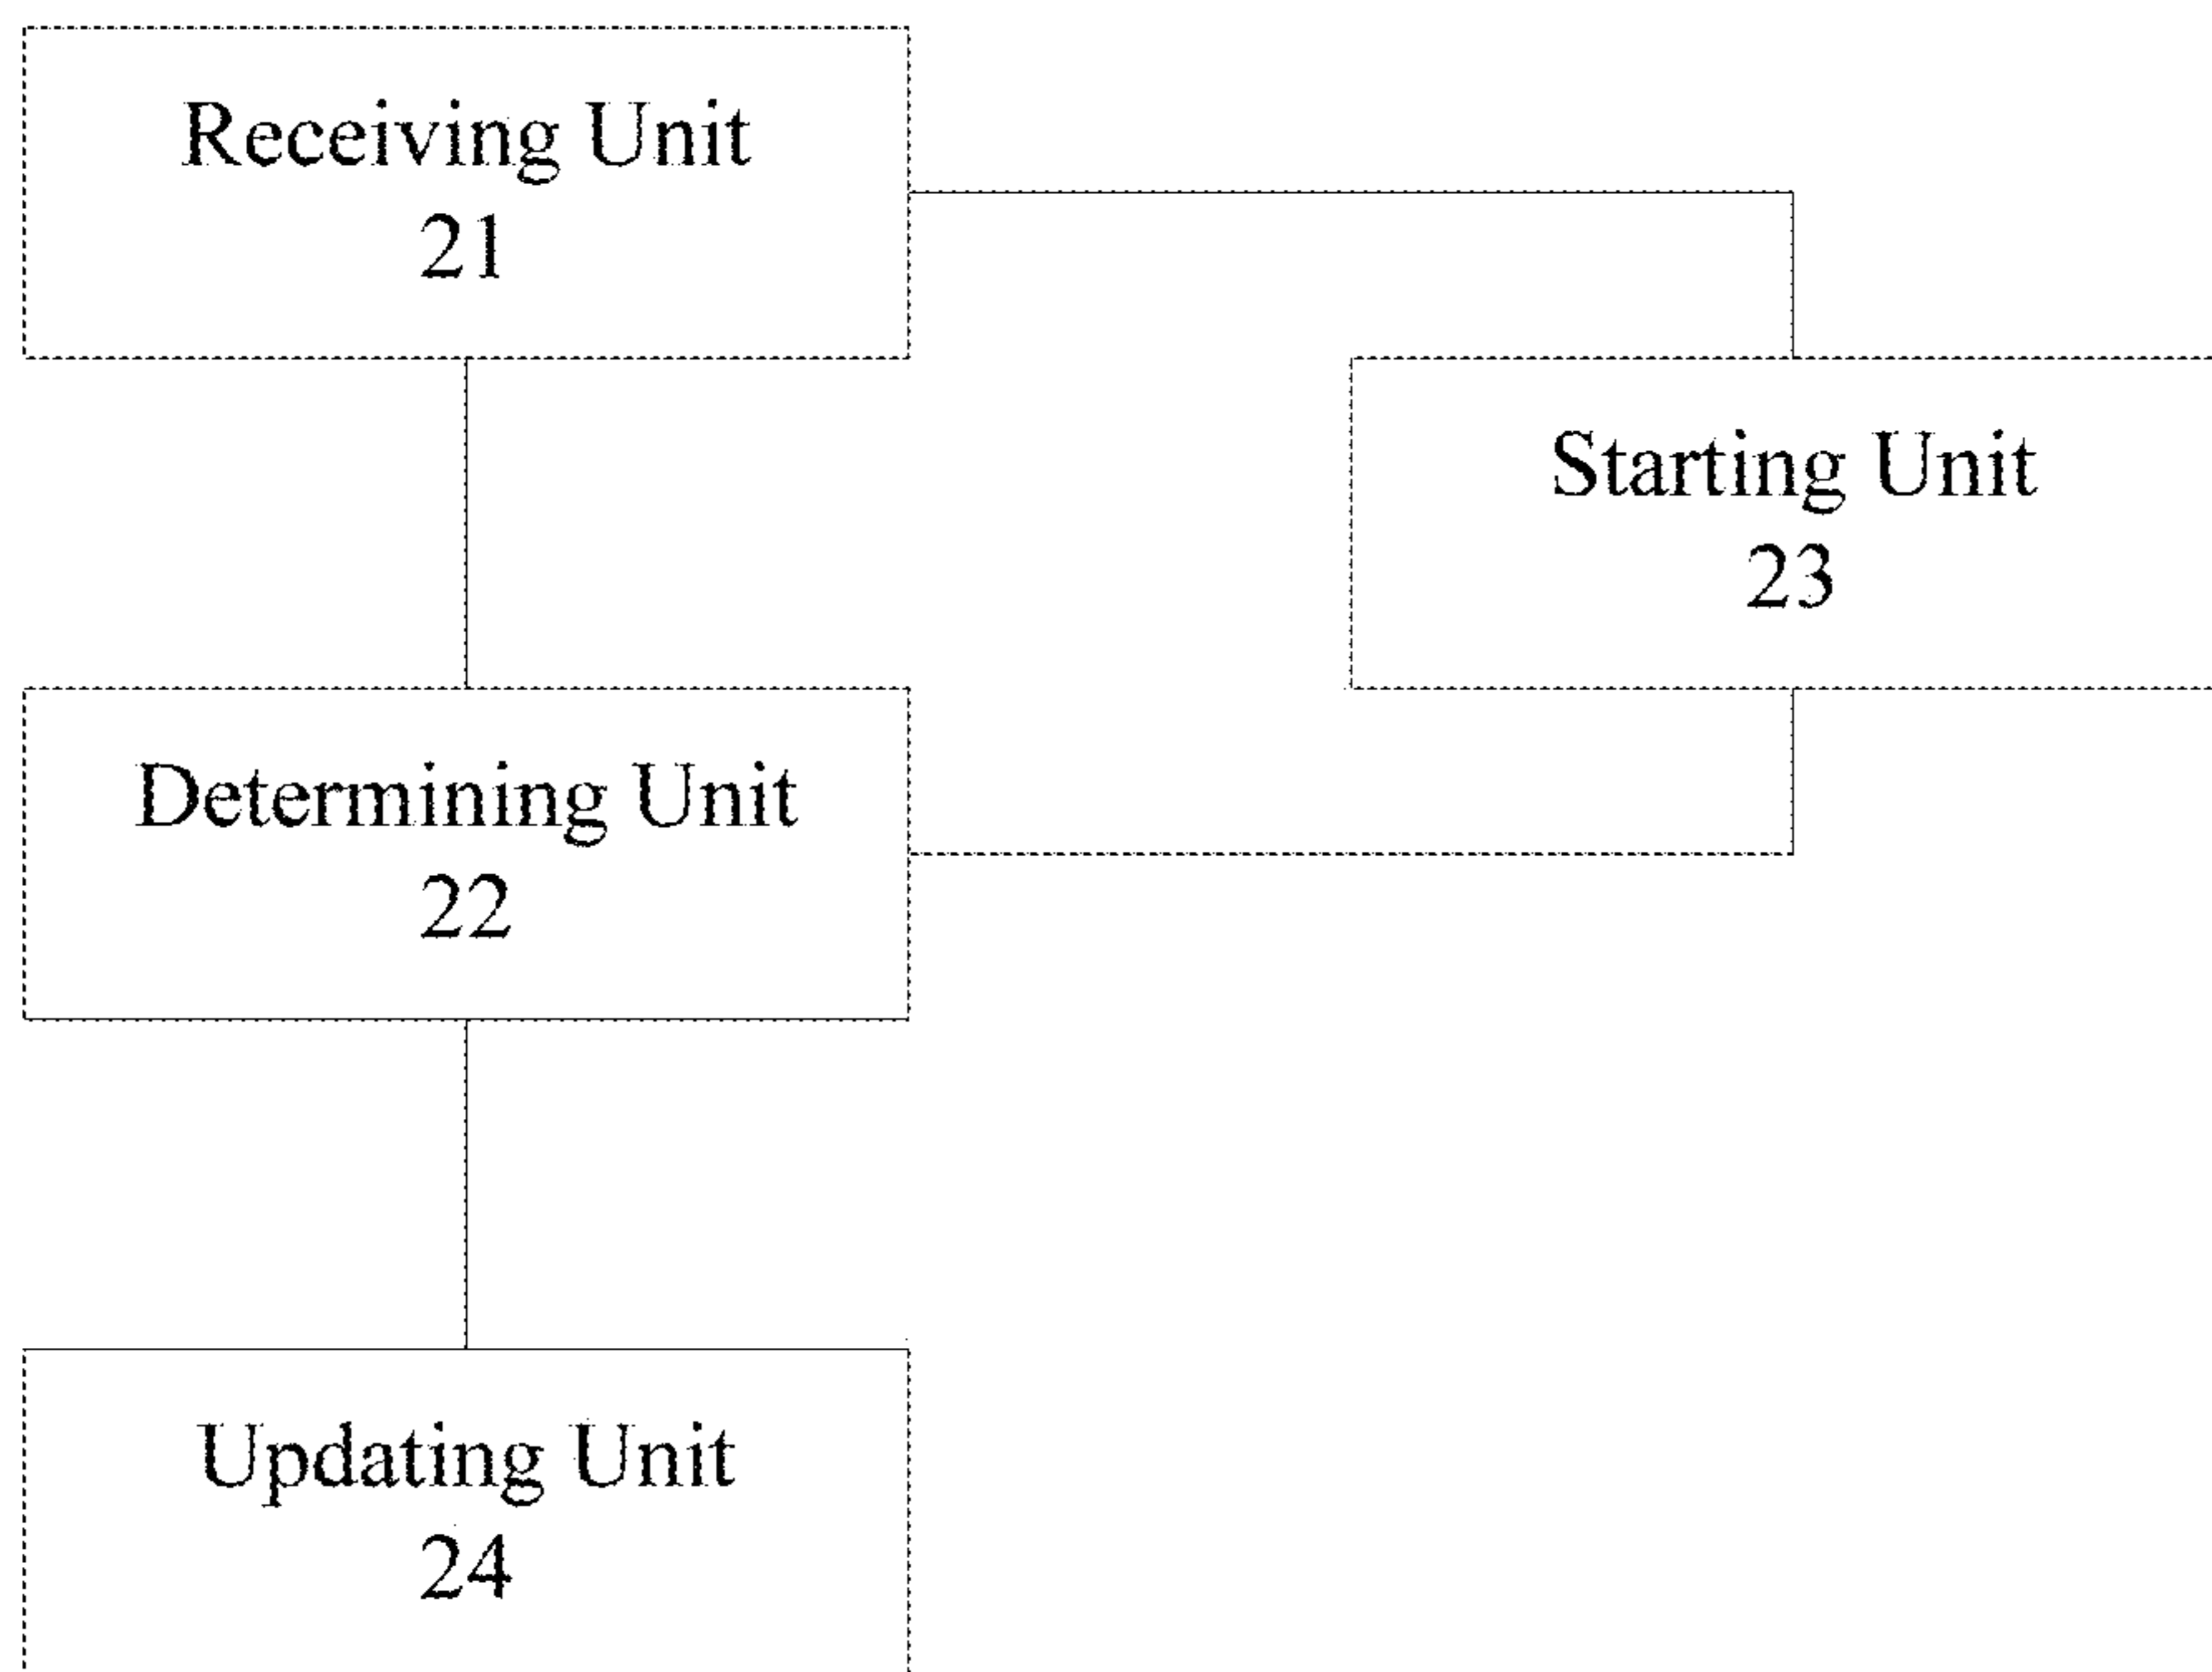 Receiving Unit
21
Starting Unit
23
Determining Unit
22
Updating Unit
24